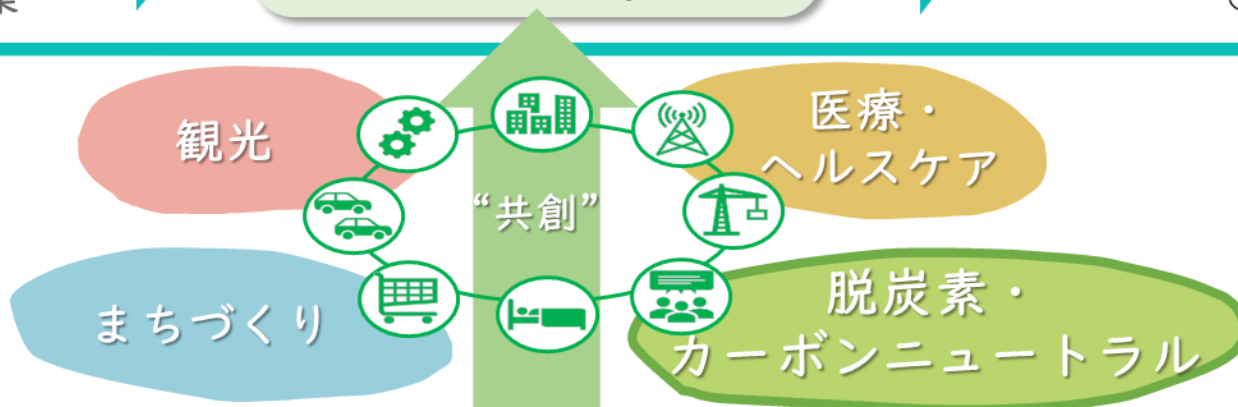 観光
医療・
ヘルスケア
“共創”
まちづくり
脱炭素・
カーボンニュートラル